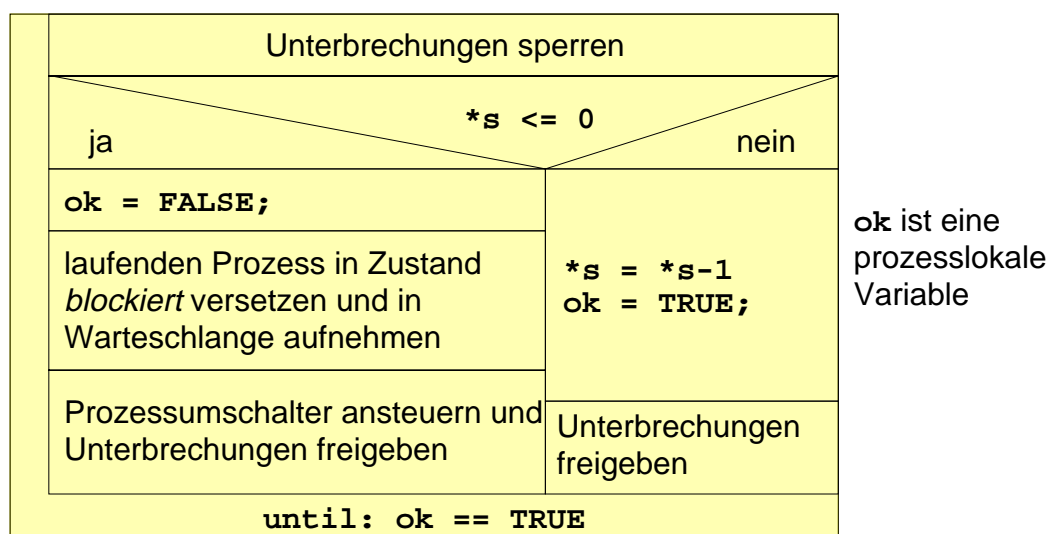 Unterbrechungen sperren
*s <= 0
ja
nein
ok = FALSE;
laufenden Prozess in Zustand
blockiert versetzen und in
Warteschlange aufnehmen
Prozessumschalter ansteuern und
Unterbrechungen freigeben
*s = *s-1
ok = TRUE;
Unterbrechungen
freigeben
until: ok == TRUE
ok ist eine
prozesslokale
Variable